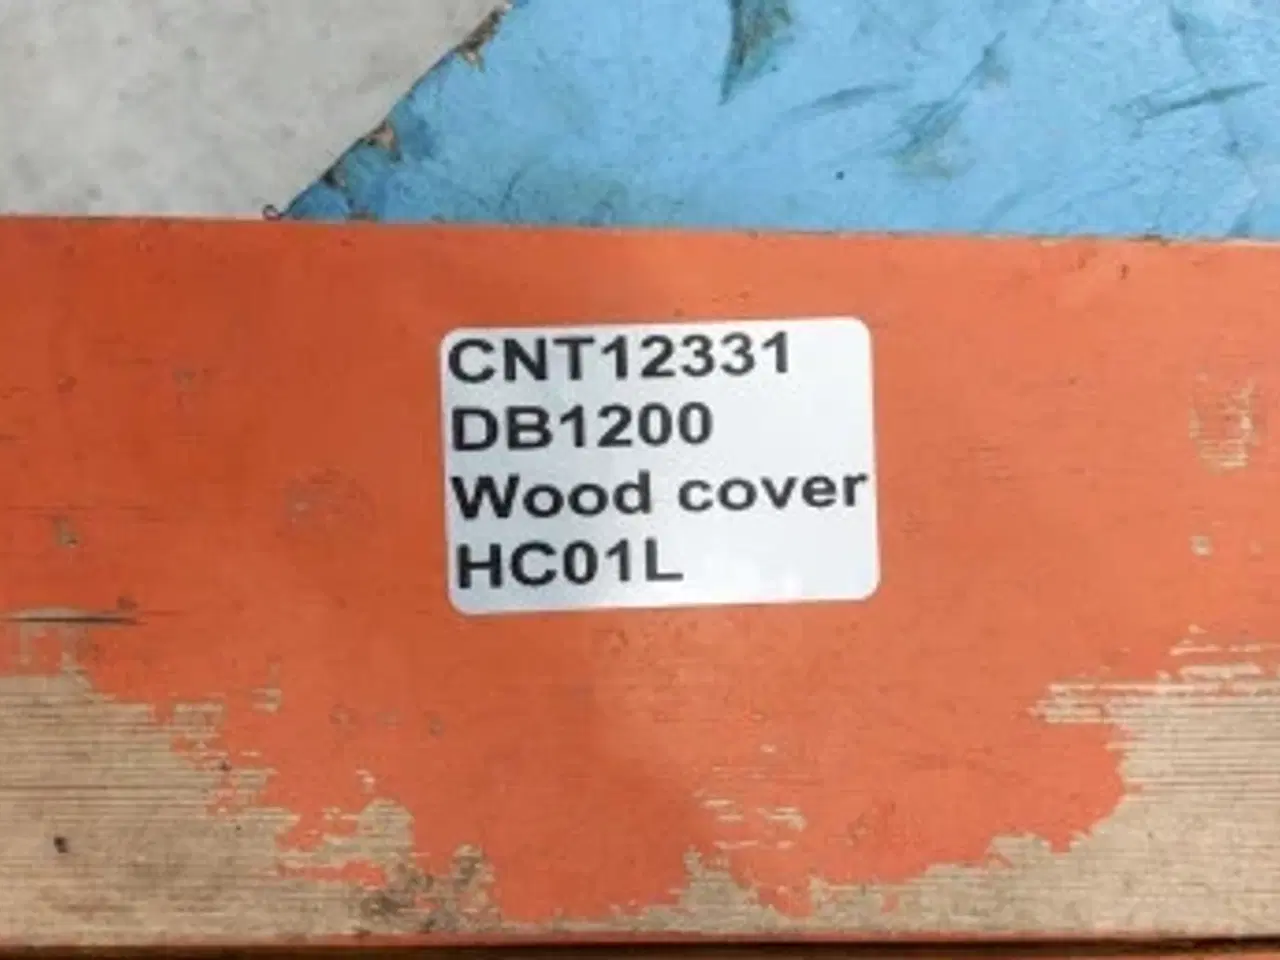 CNT12331
DB1200
Wood cover
HC01L